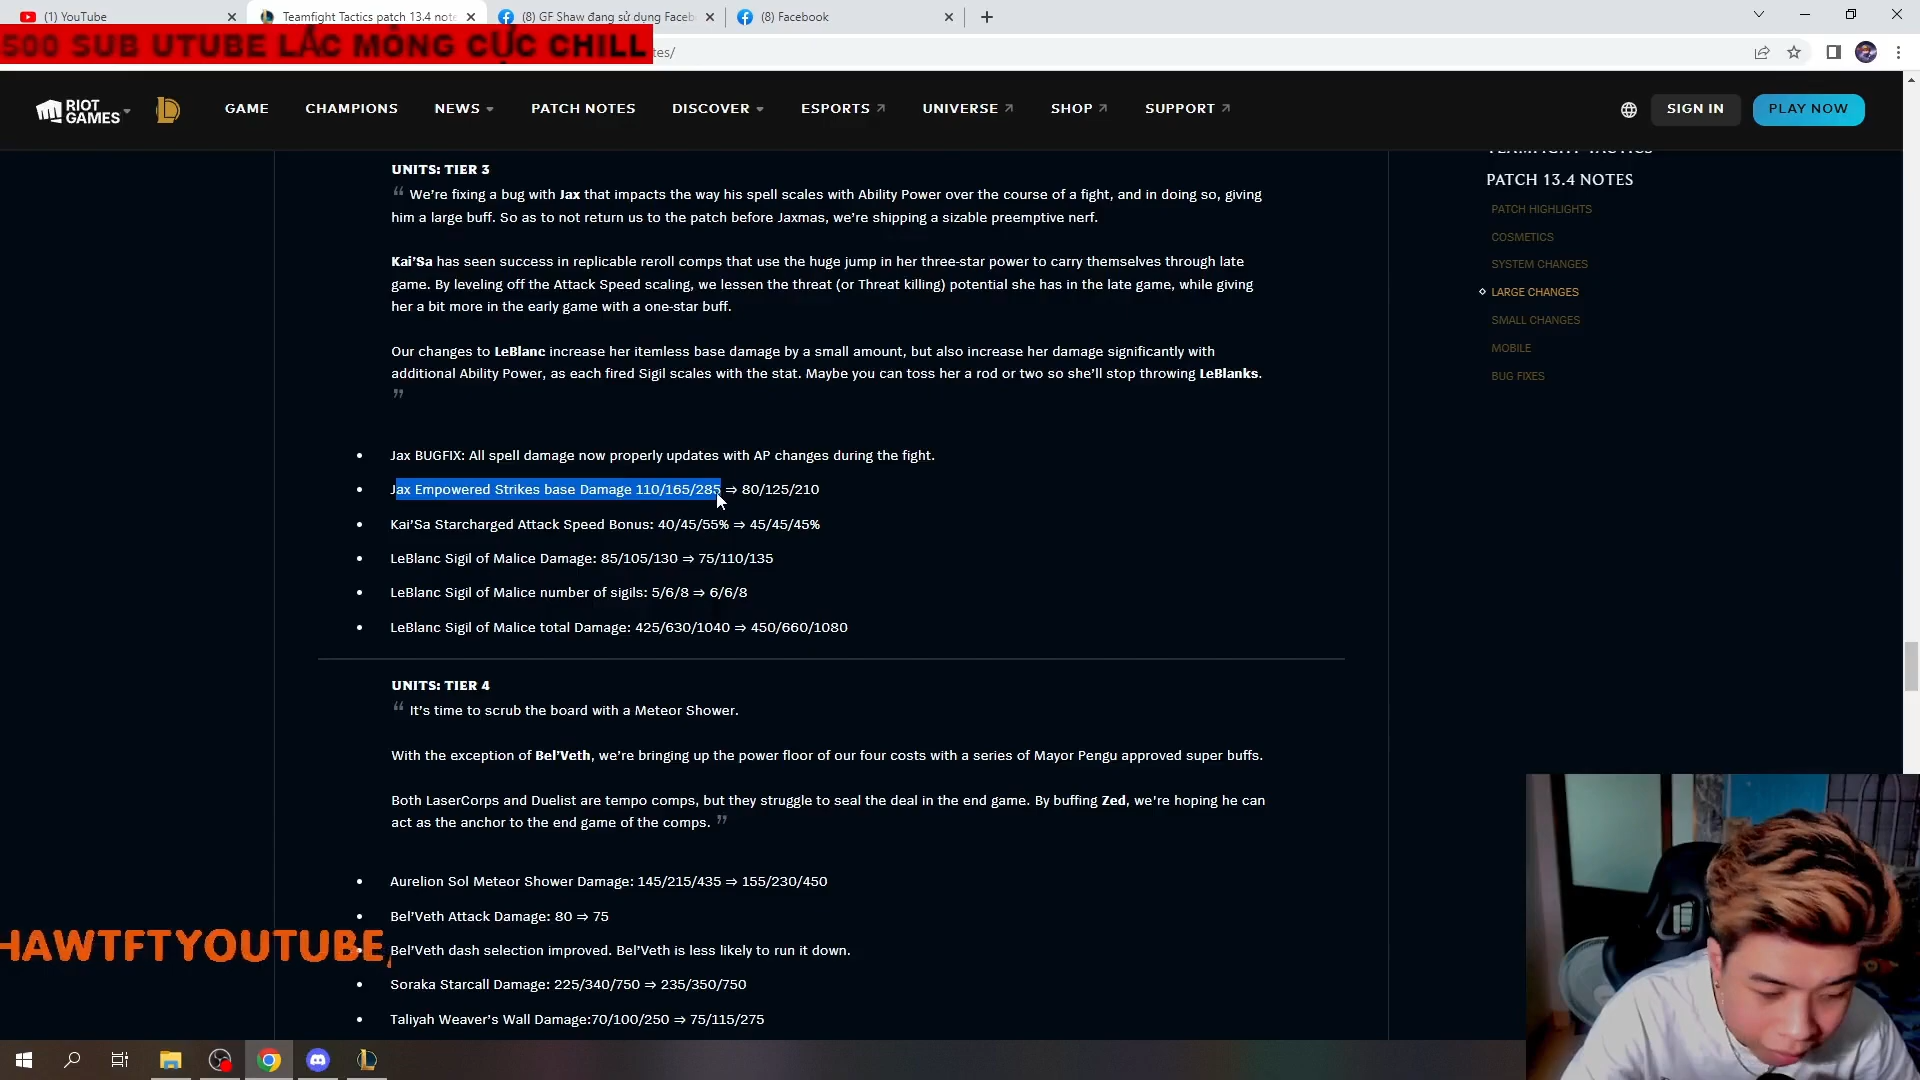 (1) YouTube
Teamfight Tactics patch 13.4 note
(8) GF Shaw đang sử dụng Faceb
(8) Facebook
500 SUB UTUBE LẮC MÔNG CỰC CHILL
tes/
RIOT GAMES
GAME
CHAMPIONS
NEWS
PATCH NOTES
DISCOVER
ESPORTS
UNIVERSE
SHOP
SUPPORT
SIGN IN
PLAY NOW
UNITS: TIER 3
“ We’re fixing a bug with Jax that impacts the way his spell scales with Ability Power over the course of a fight, and in doing so, giving
him a large buff. So as to not return us to the patch before Jaxmas, we’re shipping a sizable preemptive nerf.
Kai’Sa has seen success in replicable reroll comps that use the huge jump in her three-star power to carry themselves through late
game. By leveling off the Attack Speed scaling, we lessen the threat (or Threat killing) potential she has in the late game, while giving
her a bit more in the early game with a one-star buff.
Our changes to LeBlanc increase her itemless base damage by a small amount, but also increase her damage significantly with
additional Ability Power, as each fired Sigil scales with the stat. Maybe you can toss her a rod or two so she’ll stop throwing LeBlanks.
”
• Jax BUGFIX: All spell damage now properly updates with AP changes during the fight.
• Jax Empowered Strikes base Damage 110/165/285 ⇒ 80/125/210
• Kai’Sa Starcharged Attack Speed Bonus: 40/45/55% ⇒ 45/45/45%
• LeBlanc Sigil of Malice Damage: 85/105/130 ⇒ 75/110/135
• LeBlanc Sigil of Malice number of sigils: 5/6/8 ⇒ 6/6/8
• LeBlanc Sigil of Malice total Damage: 425/630/1040 ⇒ 450/660/1080
UNITS: TIER 4
“ It’s time to scrub the board with a Meteor Shower.
With the exception of Bel’Veth, we’re bringing up the power floor of our four costs with a series of Mayor Pengu approved super buffs.
Both LaserCorps and Duelist are tempo comps, but they struggle to seal the deal in the end game. By buffing Zed, we’re hoping he can
act as the anchor to the end game of the comps. ”
• Aurelion Sol Meteor Shower Damage: 145/215/435 ⇒ 155/230/450
• Bel’Veth Attack Damage: 80 ⇒ 75
• Bel’Veth dash selection improved. Bel’Veth is less likely to run it down.
• Soraka Starcall Damage: 225/340/750 ⇒ 235/350/750
• Taliyah Weaver’s Wall Damage:70/100/250 ⇒ 75/115/275
HAWTFTYOUTUBE
TEAMFIGHT TACTICS
PATCH 13.4 NOTES
PATCH HIGHLIGHTS
COSMETICS
SYSTEM CHANGES
LARGE CHANGES
SMALL CHANGES
MOBILE
BUG FIXES